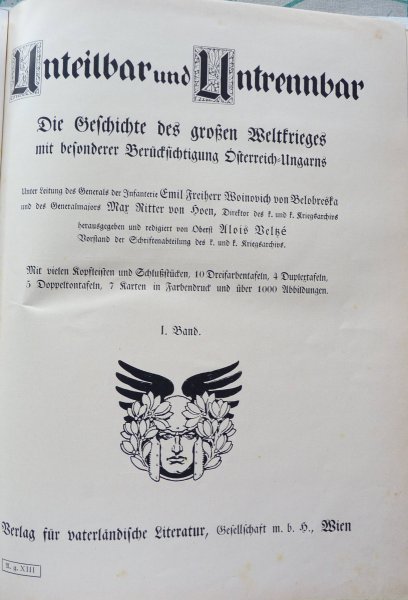 Unteilbar und Untrennbar
Die Geschichte des großen Weltkrieges
mit besonderer Berücksichtigung Österreich-Ungarns
Unter Leitung des Generals der Infanterie Emil Freiherr Woinovich von Belobreska
und des Generalmajors Max Ritter von Hoen, Direktor des k. u. k. Kriegsarchivs
herausgegeben und redigiert von Oberst Alois Veltzé
Vorstand der Schriftenabteilung des k. u. k. Kriegsarchivs.
Mit vielen Kopfleisten und Schlußstücken, 10 Dreifarbentafeln, 4 Duplextafeln,
5 Doppeltontafeln, 7 Karten in Farbendruck und über 1000 Abbildungen.
I. Band.
Verlag für vaterländische Literatur, Gesellschaft m. b. H., Wien